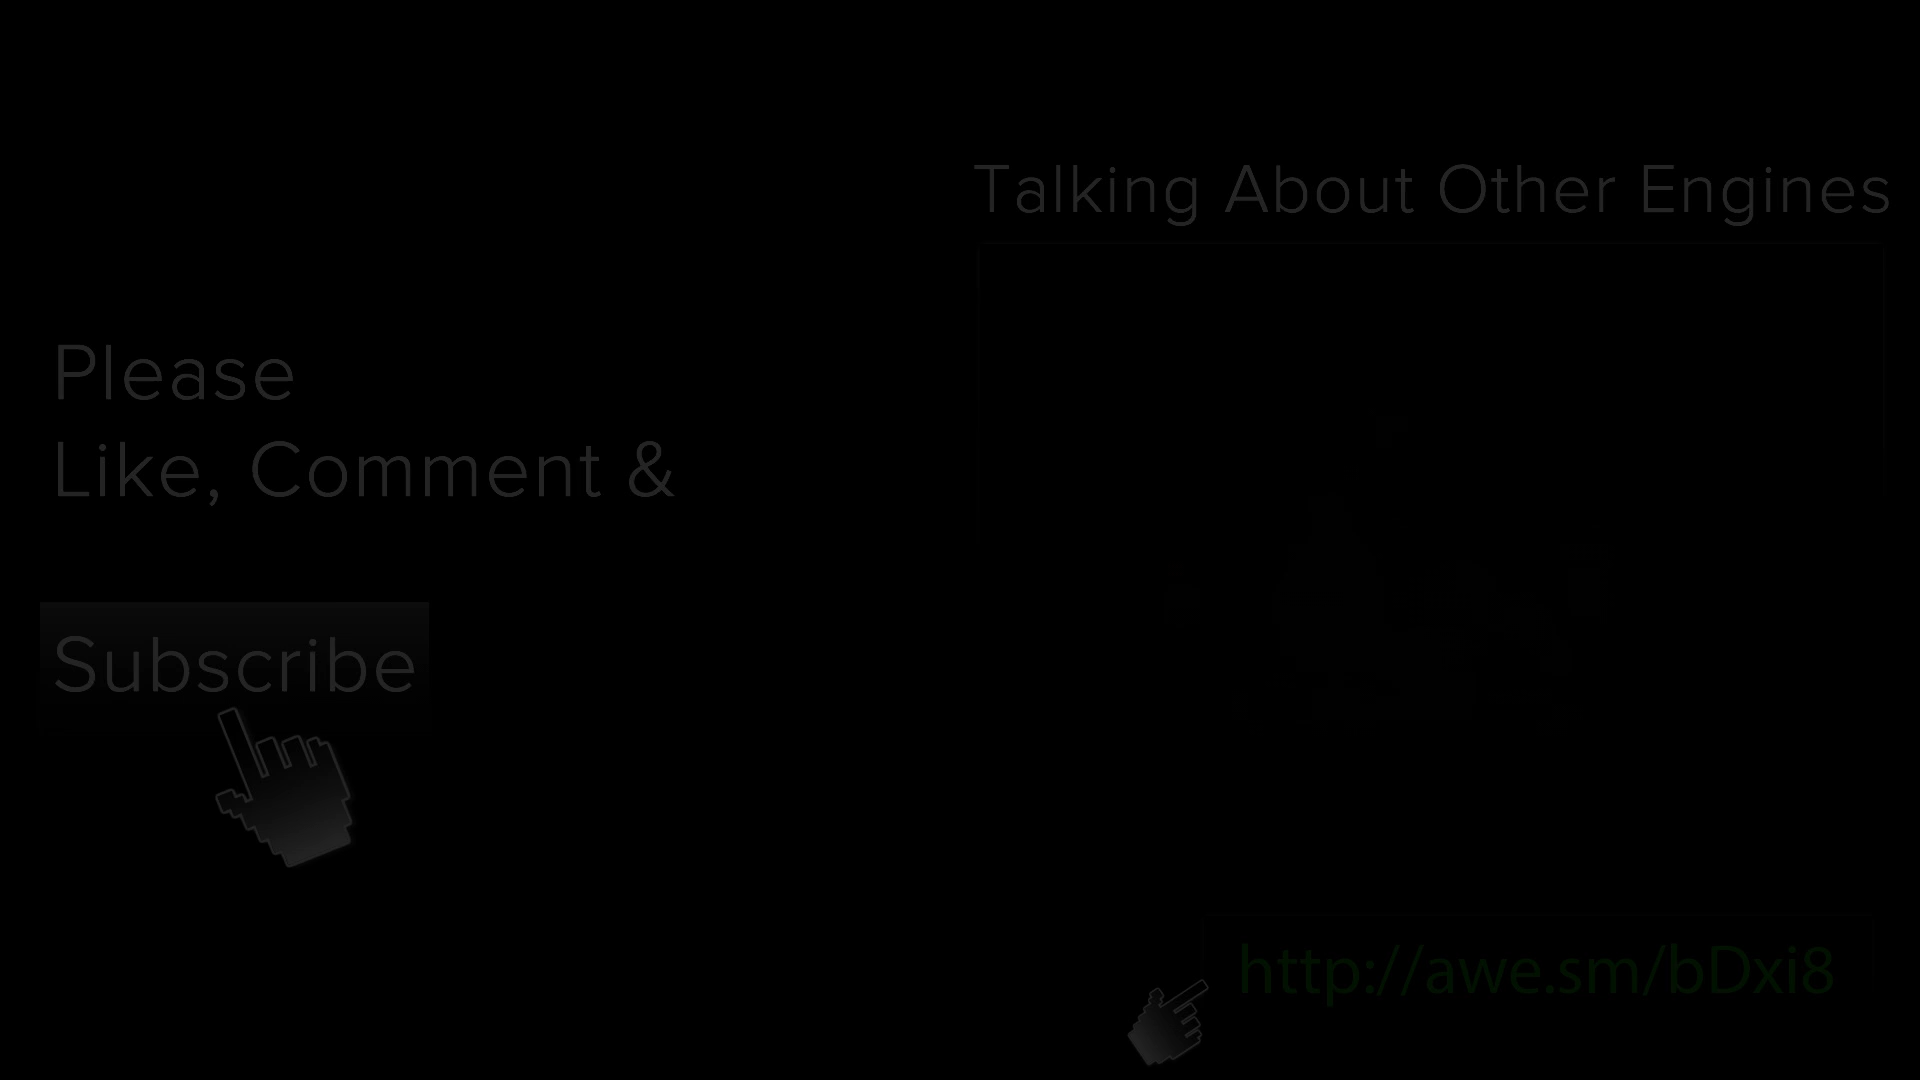 Talking About Other Engines
Please
Like, Comment &
Subscribe
http://awe.sm/bDxi8